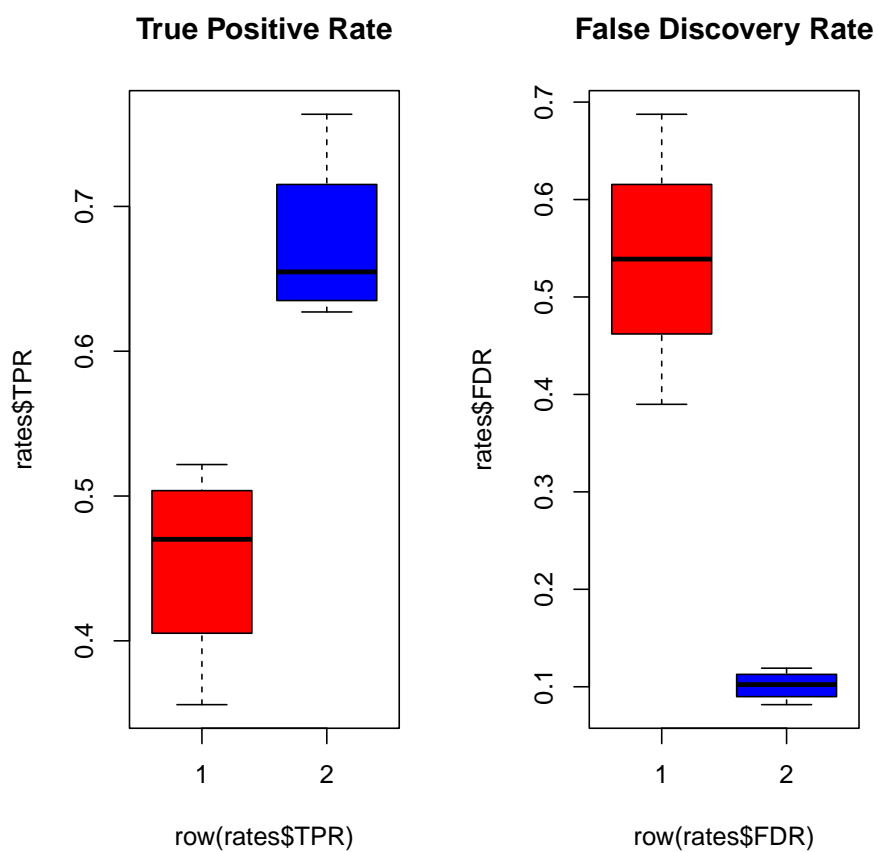 True Positive Rate
rates$TPR
0.7
0.6
0.5
0.4
1 2
row(rates$TPR)
False Discovery Rate
rates$FDR
0.7
0.6
0.5
0.4
0.3
0.2
0.1
1 2
row(rates$FDR)